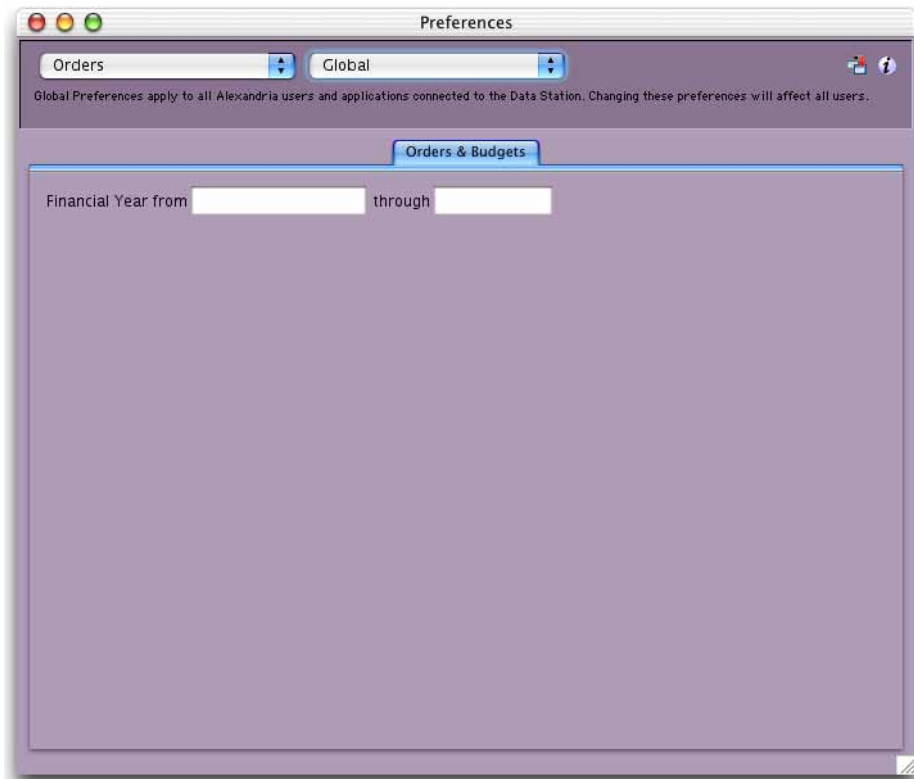 Preferences
Orders Global
Global Preferences apply to all Alexandria users and applications connected to the Data Station. Changing these preferences will affect all users.
Orders & Budgets
Financial Year from through